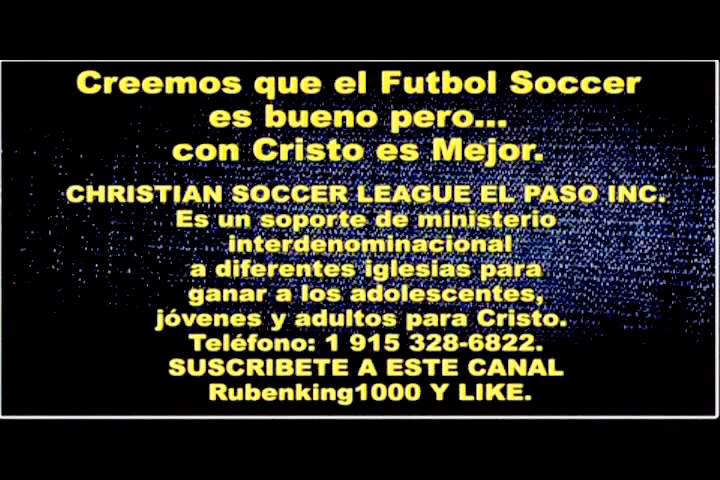 Creemos que el Futbol Soccer
es bueno pero...
con Cristo es Mejor.
CHRISTIAN SOCCER LEAGUE EL PASO INC.
Es un soporte de ministerio
interdenominacional
a diferentes iglesias para
ganar a los adolescentes,
jóvenes y adultos para Cristo.
Teléfono: 1 915 328-6822.
SUSCRIBETE A ESTE CANAL
Rubenking1000 Y LIKE.